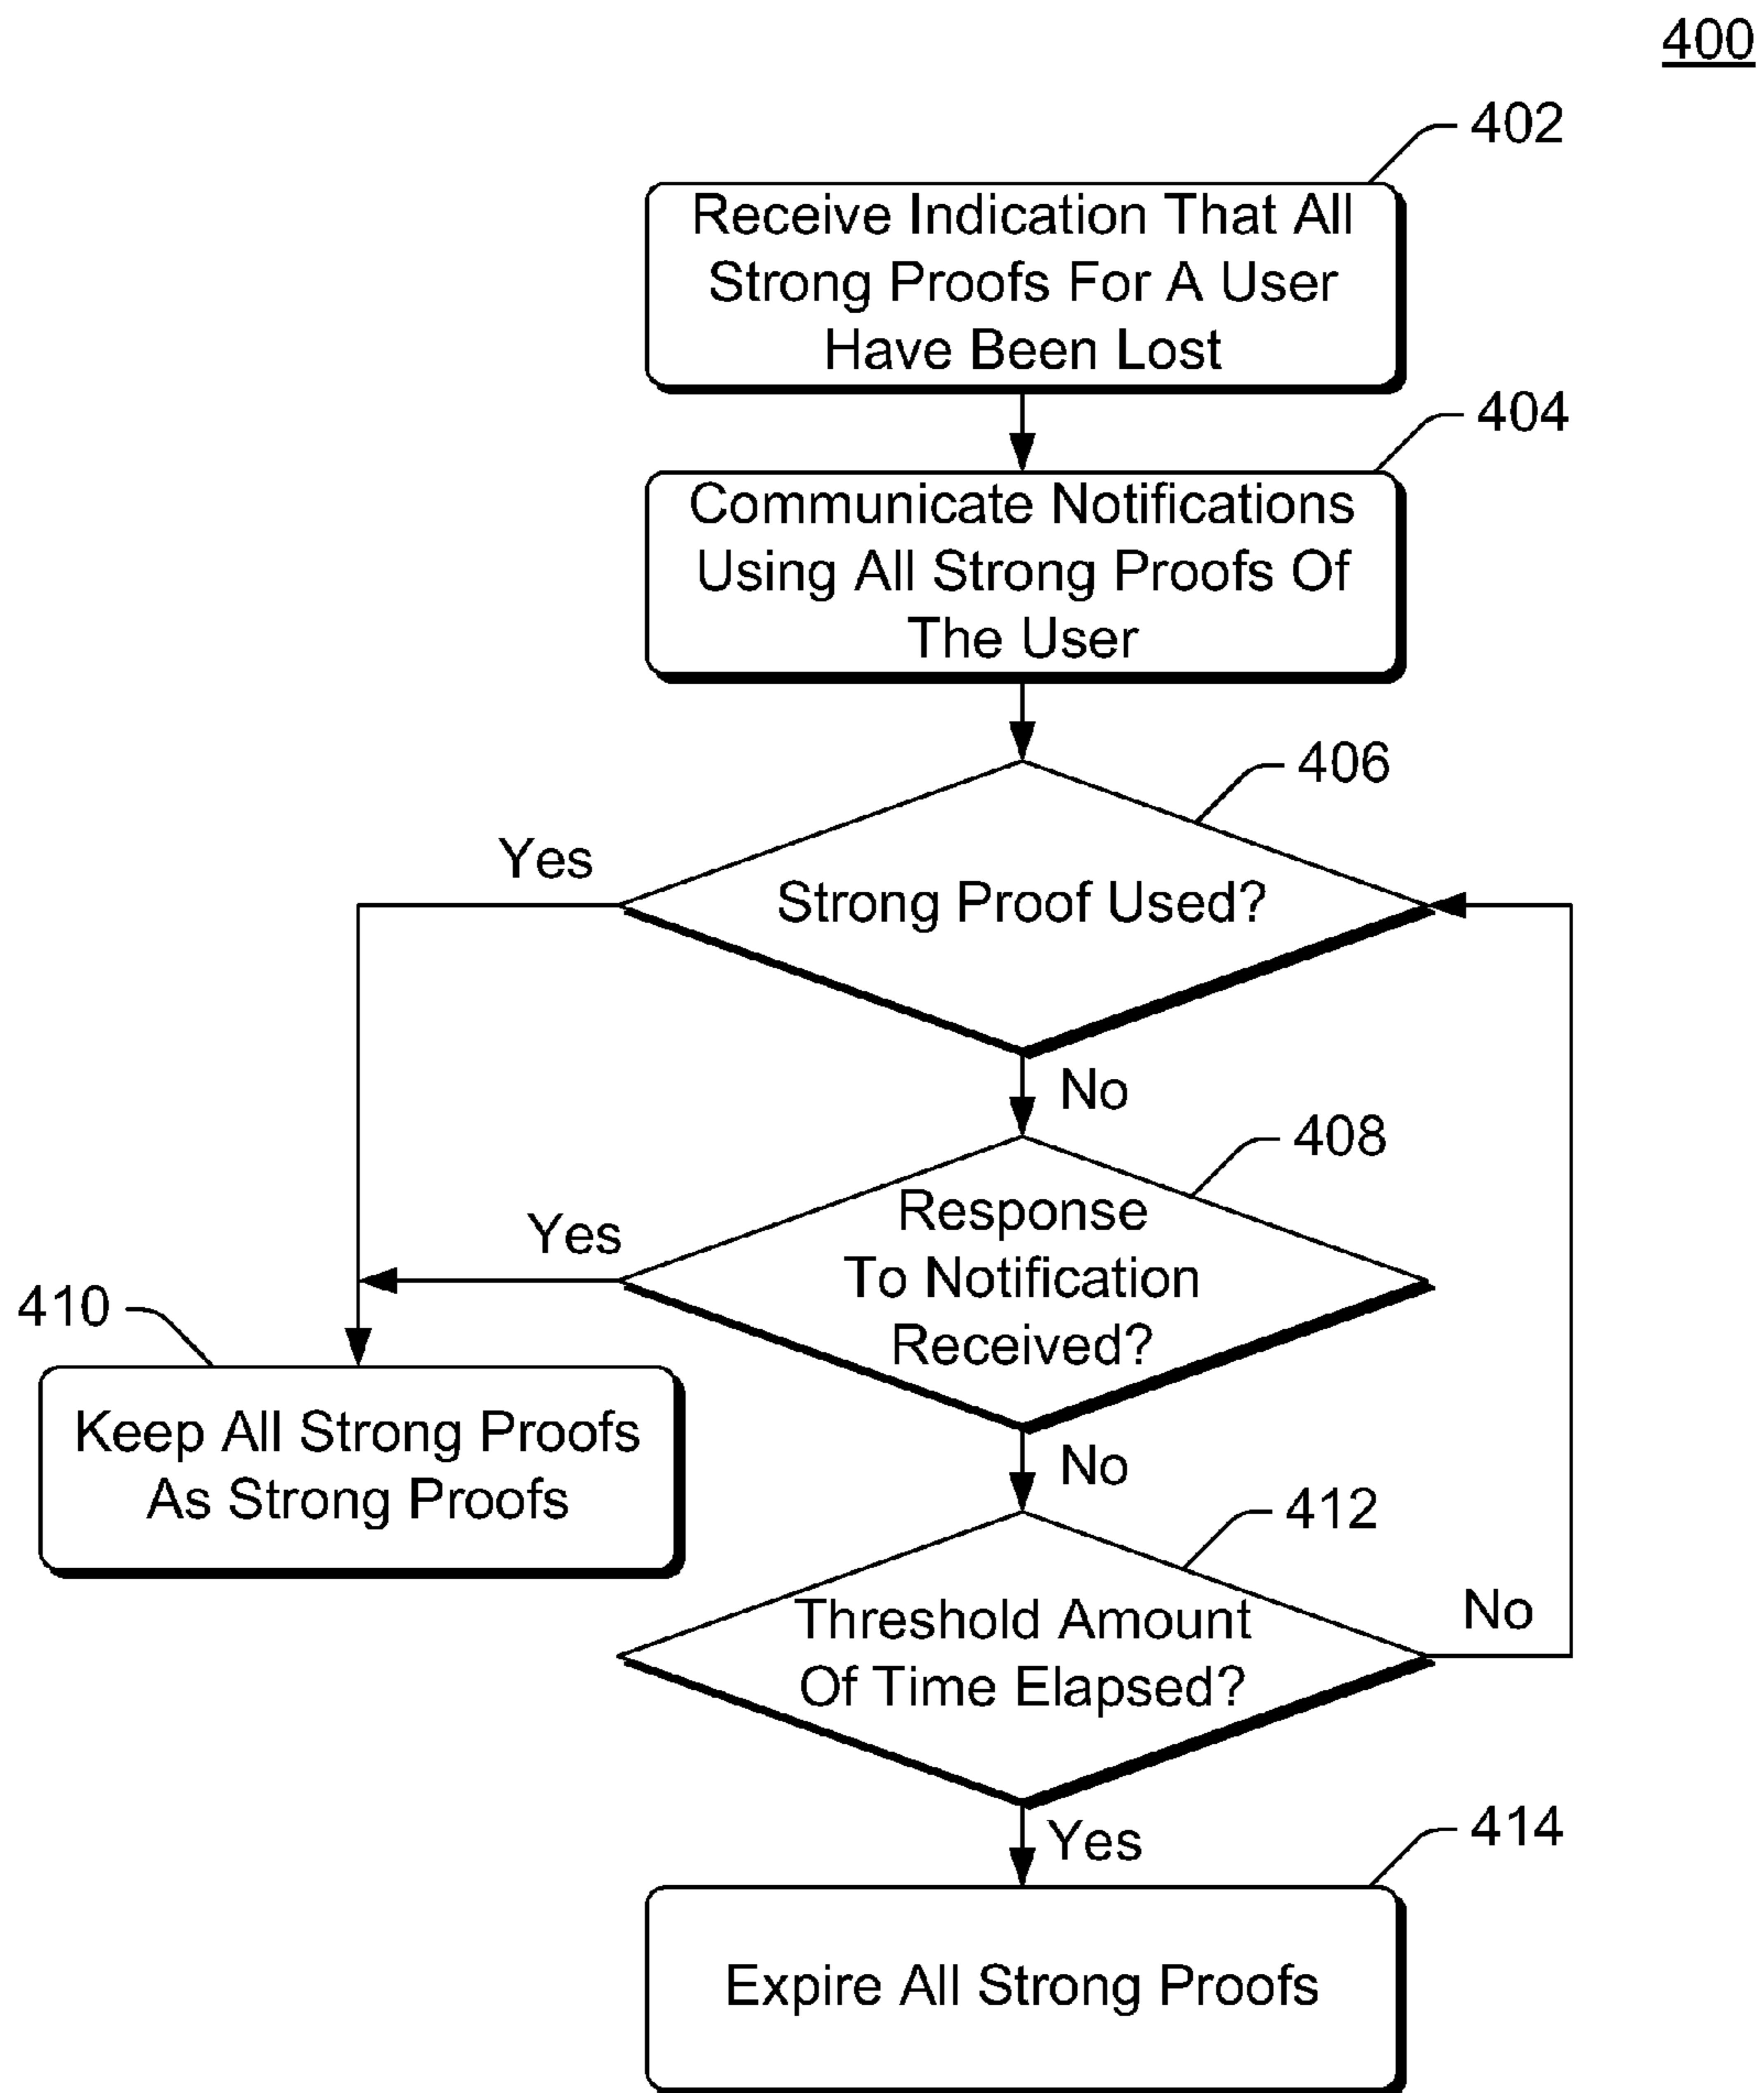 400
402
Receive Indication That All
Strong Proofs For A User
Have Been Lost
404
Communicate Notifications
Using All Strong Proofs Of
The User
406
Yes
Strong Proof Used?
No
408
Response
To Notification
Received?
Yes
410
Keep All Strong Proofs
As Strong Proofs
No
412
Threshold Amount
Of Time Elapsed?
No
Yes
414
Expire All Strong Proofs